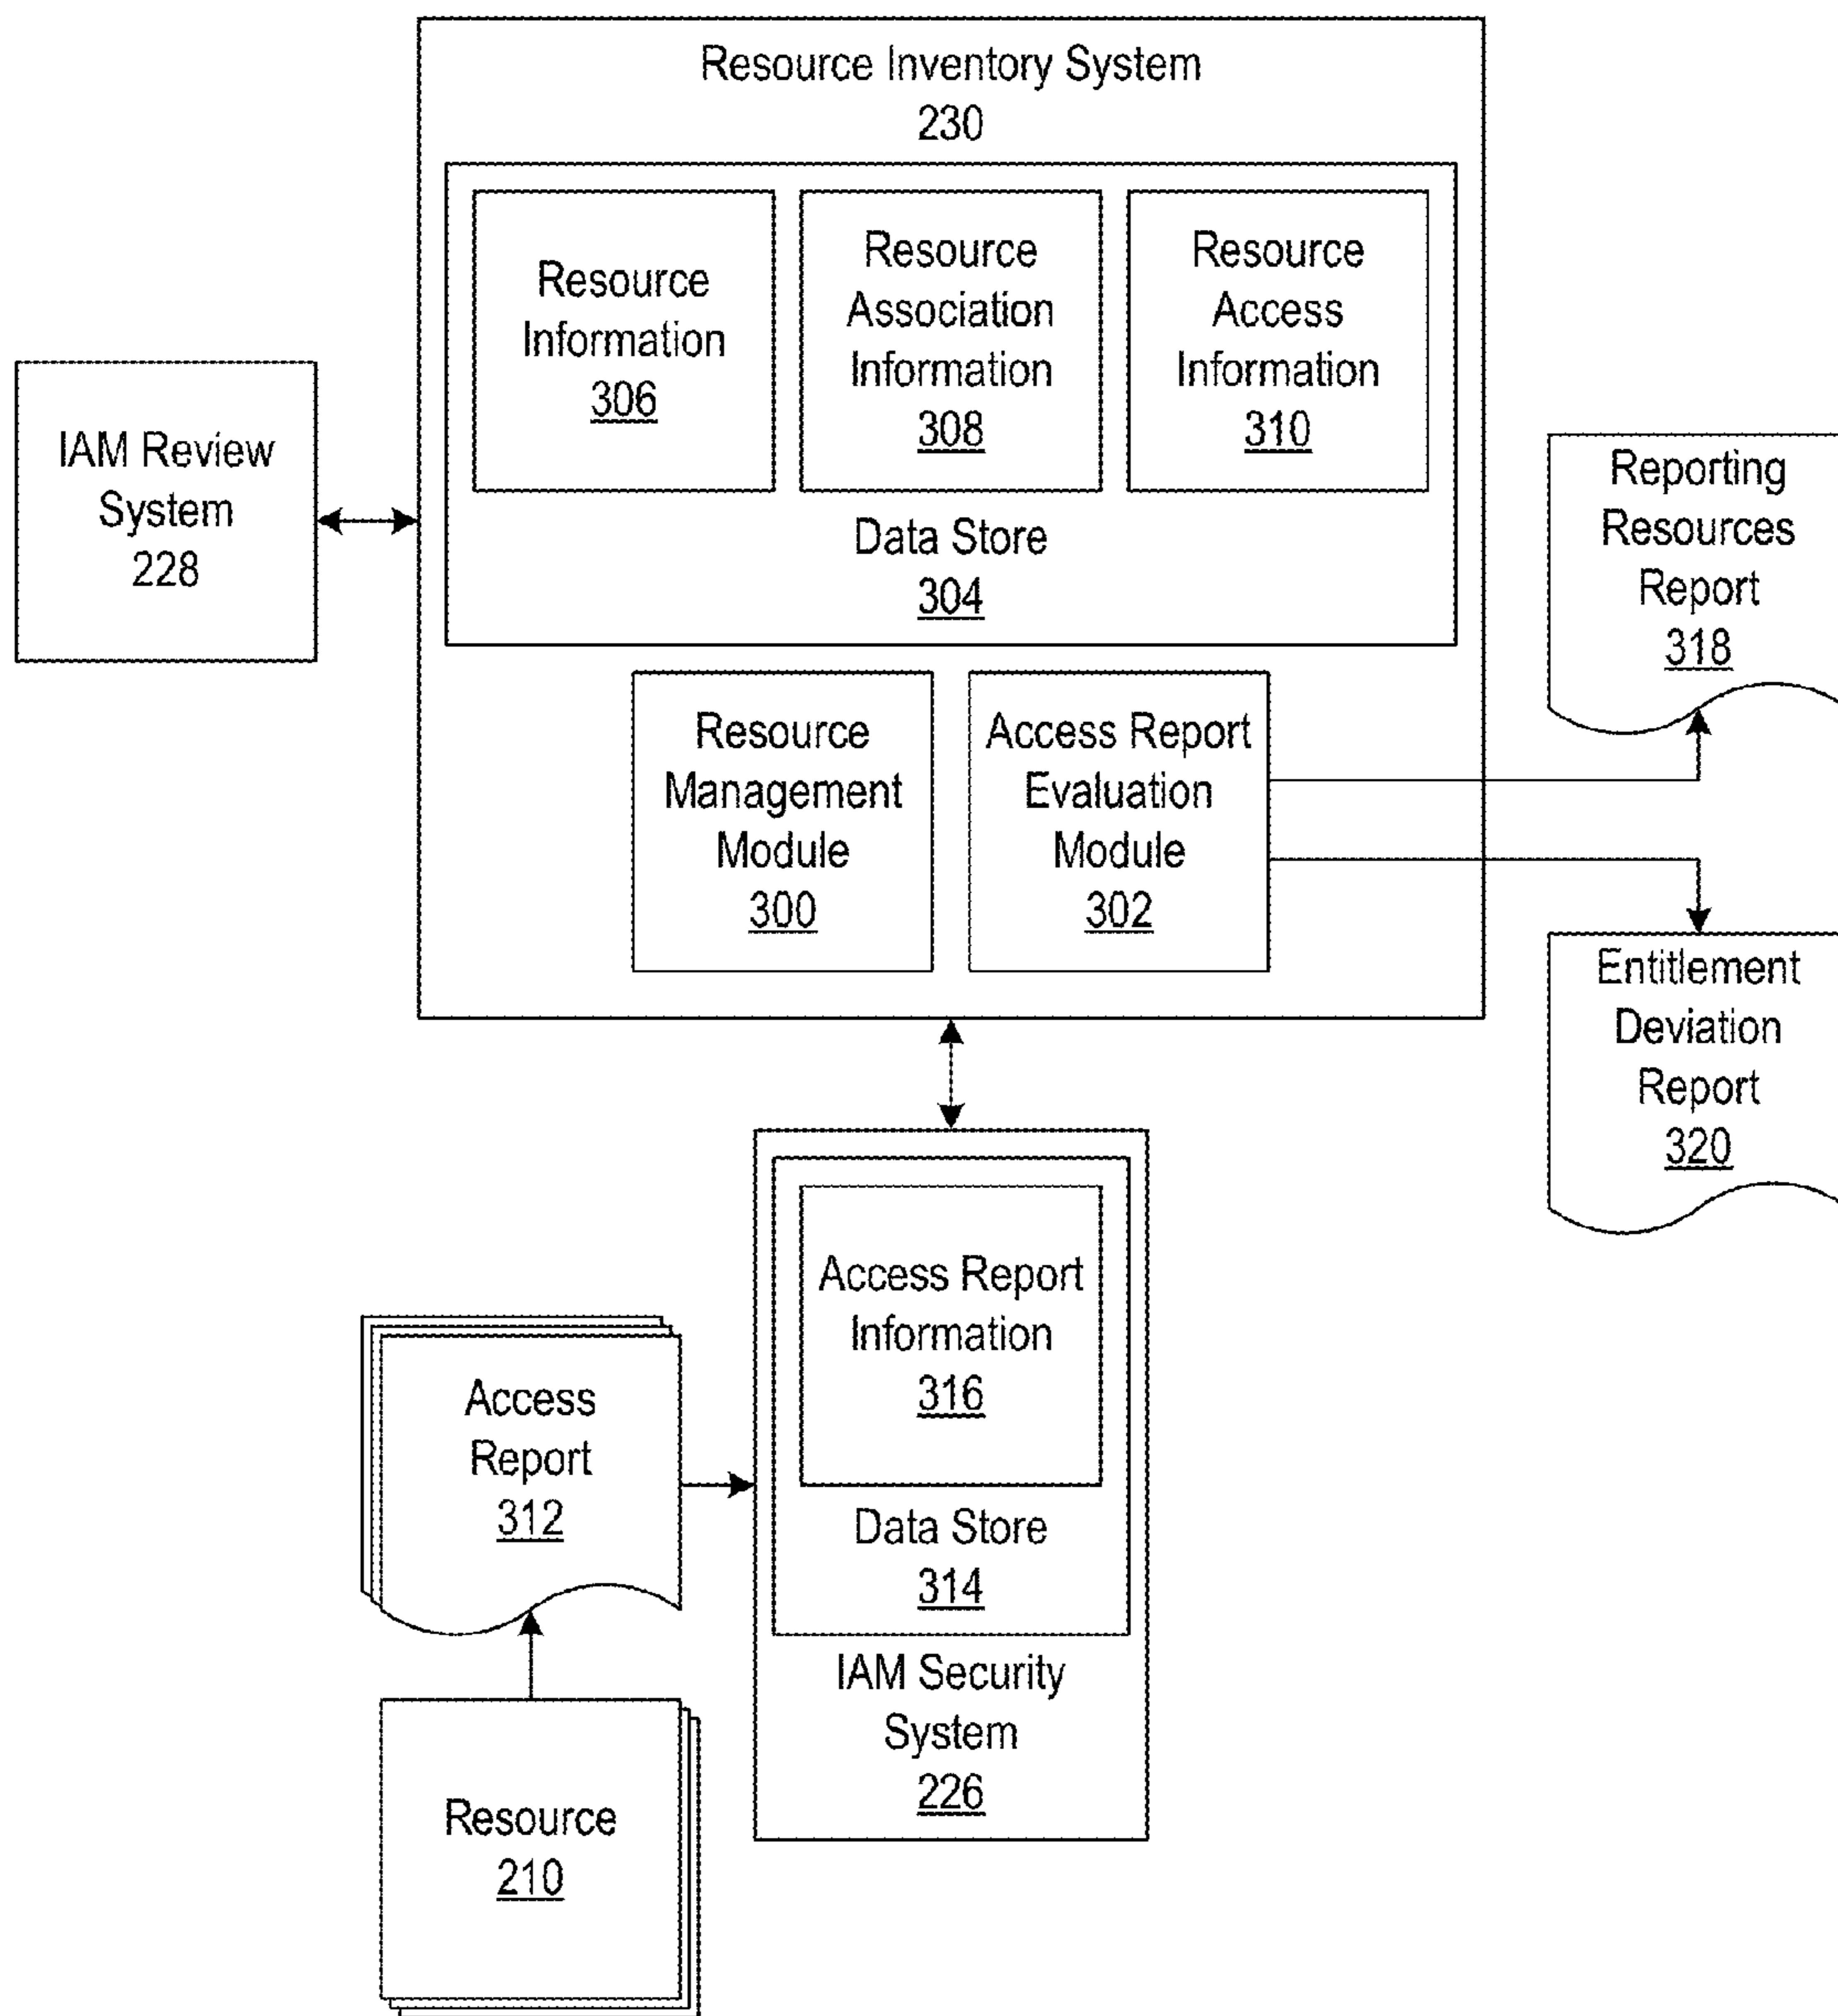 Resource Inventory System
230
Resource
Information
306
Resource
Association
Information
308
Resource
Access
Information
310
Data Store
304
IAM Review
System
228
Resource
Management
Module
300
Access Report
Evaluation
Module
302
Reporting
Resources
Report
318
Entitlement
Deviation
Report
320
Access Report
Information
316
Data Store
314
IAM Security
System
226
Access
Report
312
Resource
210